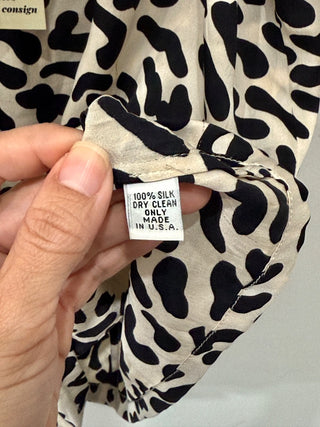 consign
100% SILK
DRY CLEAN
ONLY
MADE
IN U.S.A.